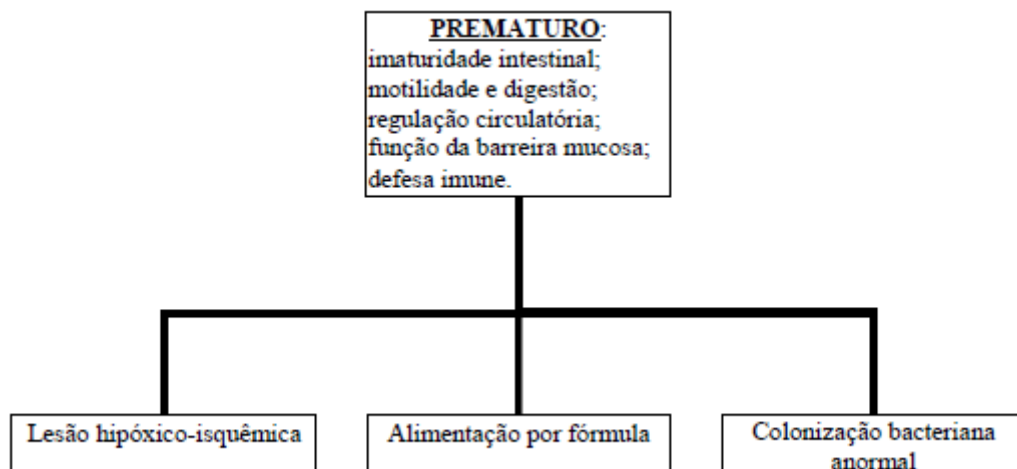 PREMATURO:
imaturidade intestinal;
motilidade e digestão;
regulação circulatória;
função da barreira mucosa;
defesa imune.
Lesão hipóxico-isquêmica
Alimentação por fórmula
Colonização bacteriana
anormal